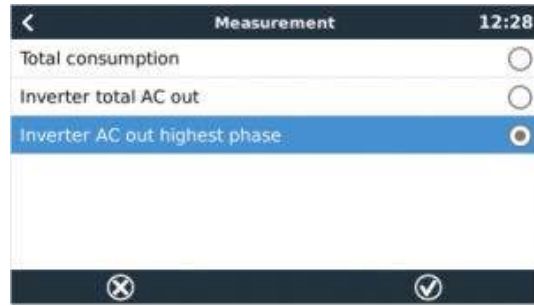 Measurement 12:28
Total consumption
Inverter total AC out
Inverter AC out highest phase